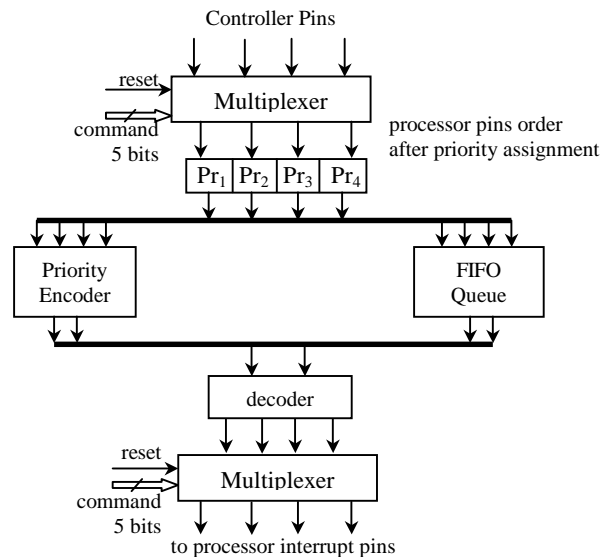 Controller Pins
reset
Multiplexer
command
5 bits
processor pins order
after priority assignment
Pr1 Pr2 Pr3 Pr4
Priority
Encoder
FIFO
Queue
decoder
reset
Multiplexer
command
5 bits
to processor interrupt pins